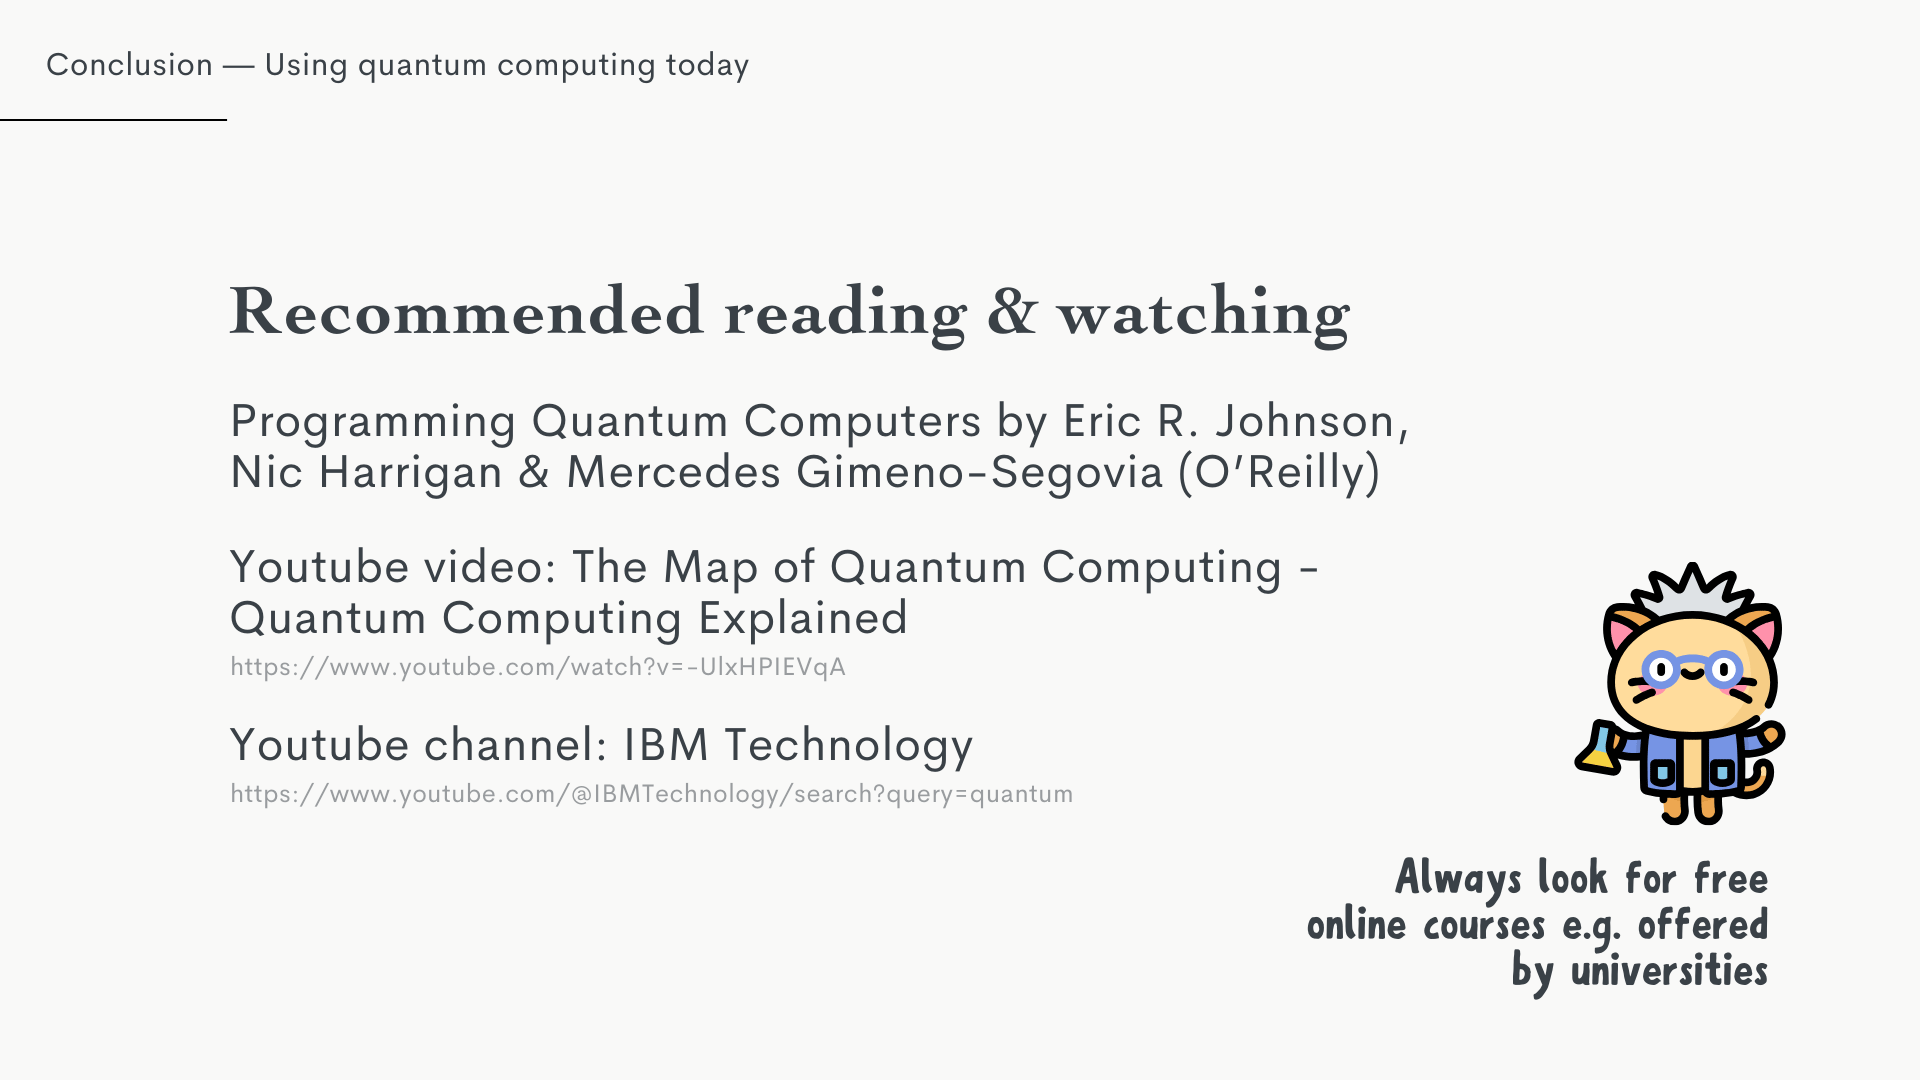 Conclusion — Using quantum computing today
Recommended reading & watching
Programming Quantum Computers by Eric R. Johnson,
Nic Harrigan & Mercedes Gimeno-Segovia (O’Reilly)
Youtube video: The Map of Quantum Computing -
Quantum Computing Explained
https://www.youtube.com/watch?v=-UlxHPIEVqA
Youtube channel: IBM Technology
https://www.youtube.com/@IBMTechnology/search?query=quantum
Always look for free
online courses e.g. offered
by universities